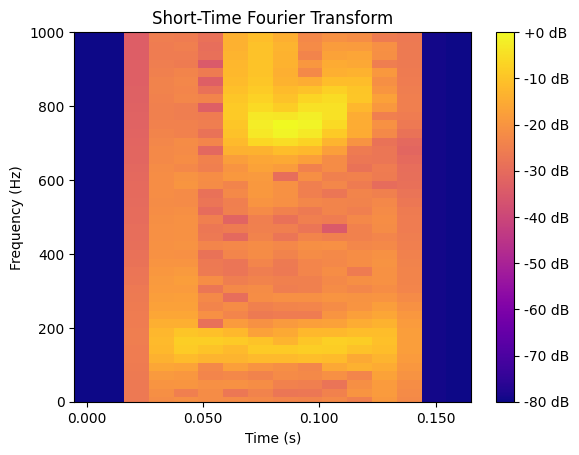 Short-Time Fourier Transform
Frequency (Hz)
1000
800
600
400
200
0
0.000
0.050
0.100
0.150
Time (s)
+0 dB
-10 dB
-20 dB
-30 dB
-40 dB
-50 dB
-60 dB
-70 dB
-80 dB